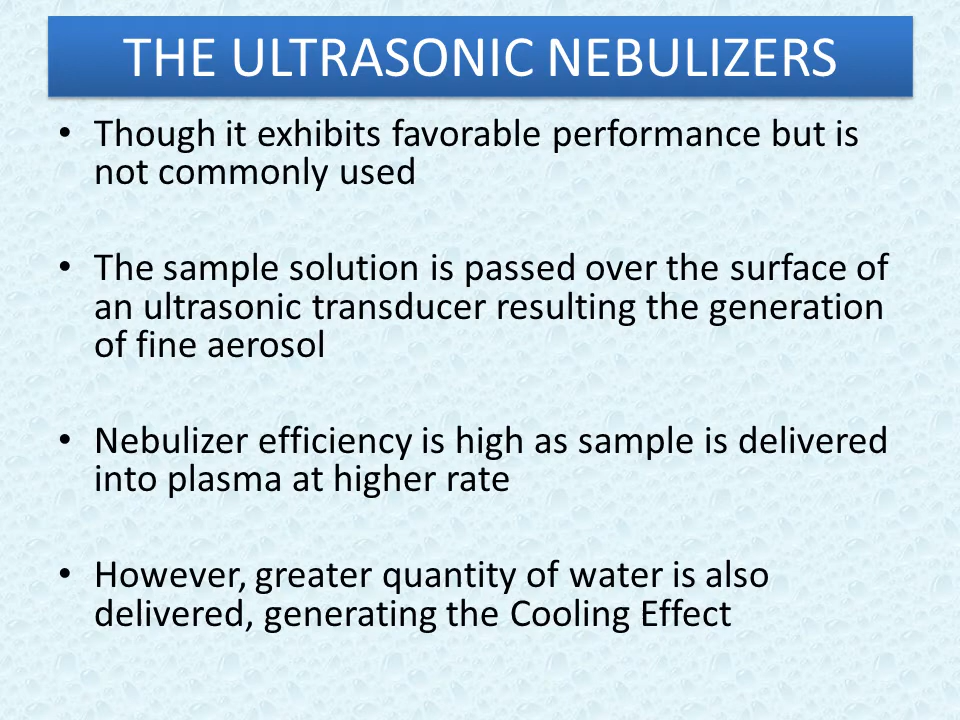 THE ULTRASONIC NEBULIZERS
• Though it exhibits favorable performance but is
not commonly used
• The sample solution is passed over the surface of
an ultrasonic transducer resulting the generation
of fine aerosol
• Nebulizer efficiency is high as sample is delivered
into plasma at higher rate
• However, greater quantity of water is also
delivered, generating the Cooling Effect